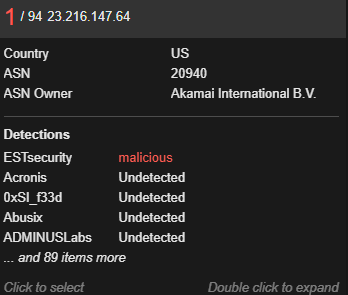 1 / 94 23.216.147.64
Country US
ASN 20940
ASN Owner Akamai International B.V.
Detections
ESTsecurity malicious
Acronis Undetected
0xSI_f33d Undetected
Abusix Undetected
ADMINUSLabs Undetected
... and 89 items more
Click to select Double click to expand